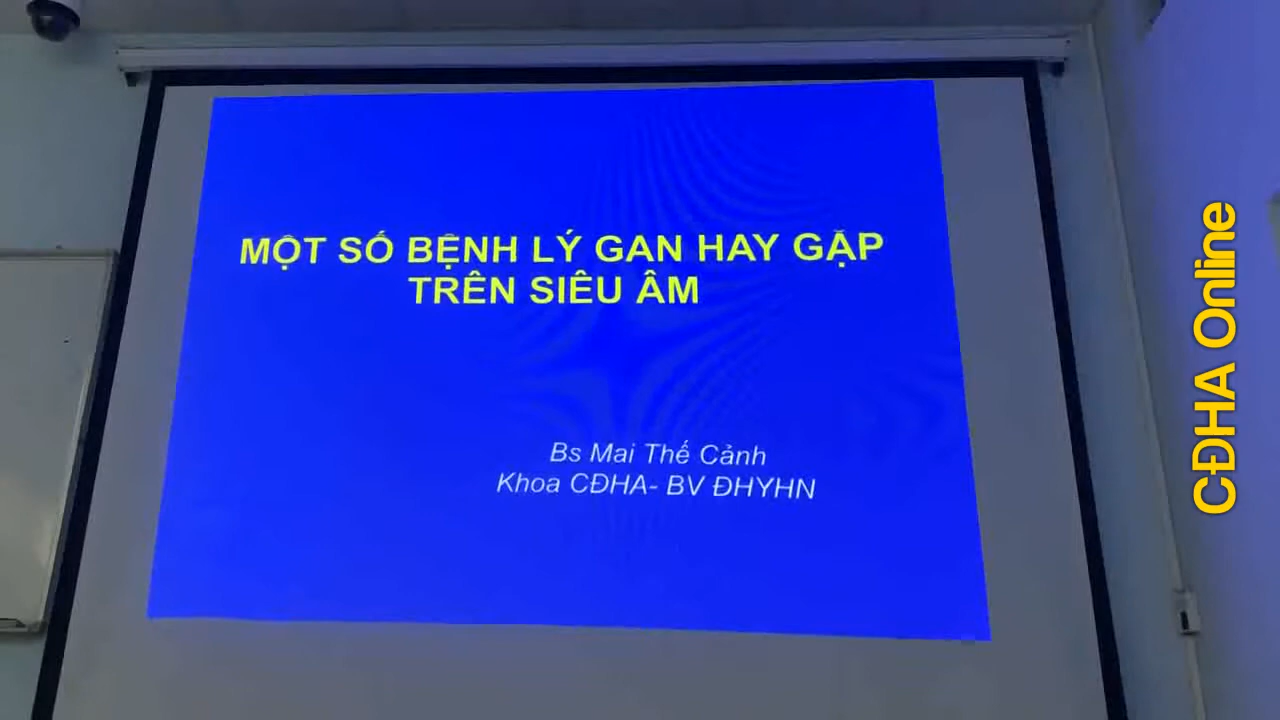 MỘT SỐ BỆNH LÝ GAN HAY GẶP
TRÊN SIÊU ÂM
Bs Mai Thế Cảnh
Khoa CĐHA- BV ĐHYHN
CĐHA Online